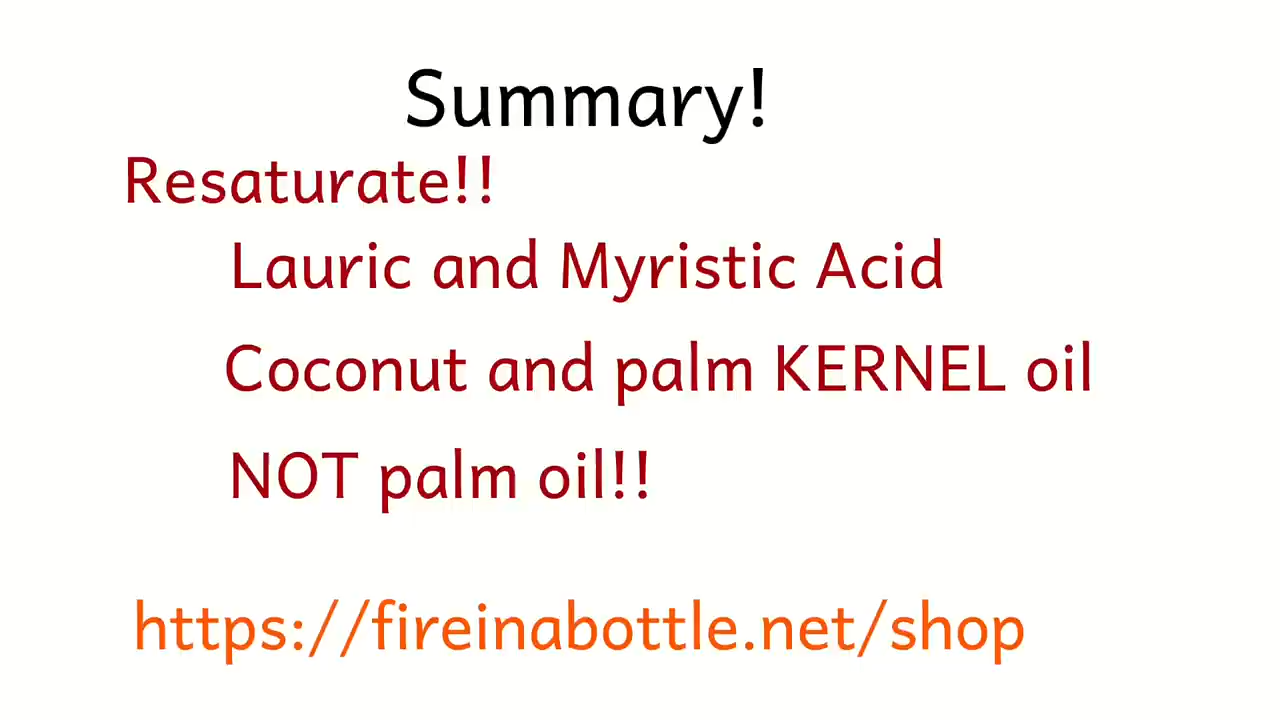 Summary!
Resaturate!!
Lauric and Myristic Acid
Coconut and palm KERNEL oil
NOT palm oil!!
https://fireinabottle.net/shop